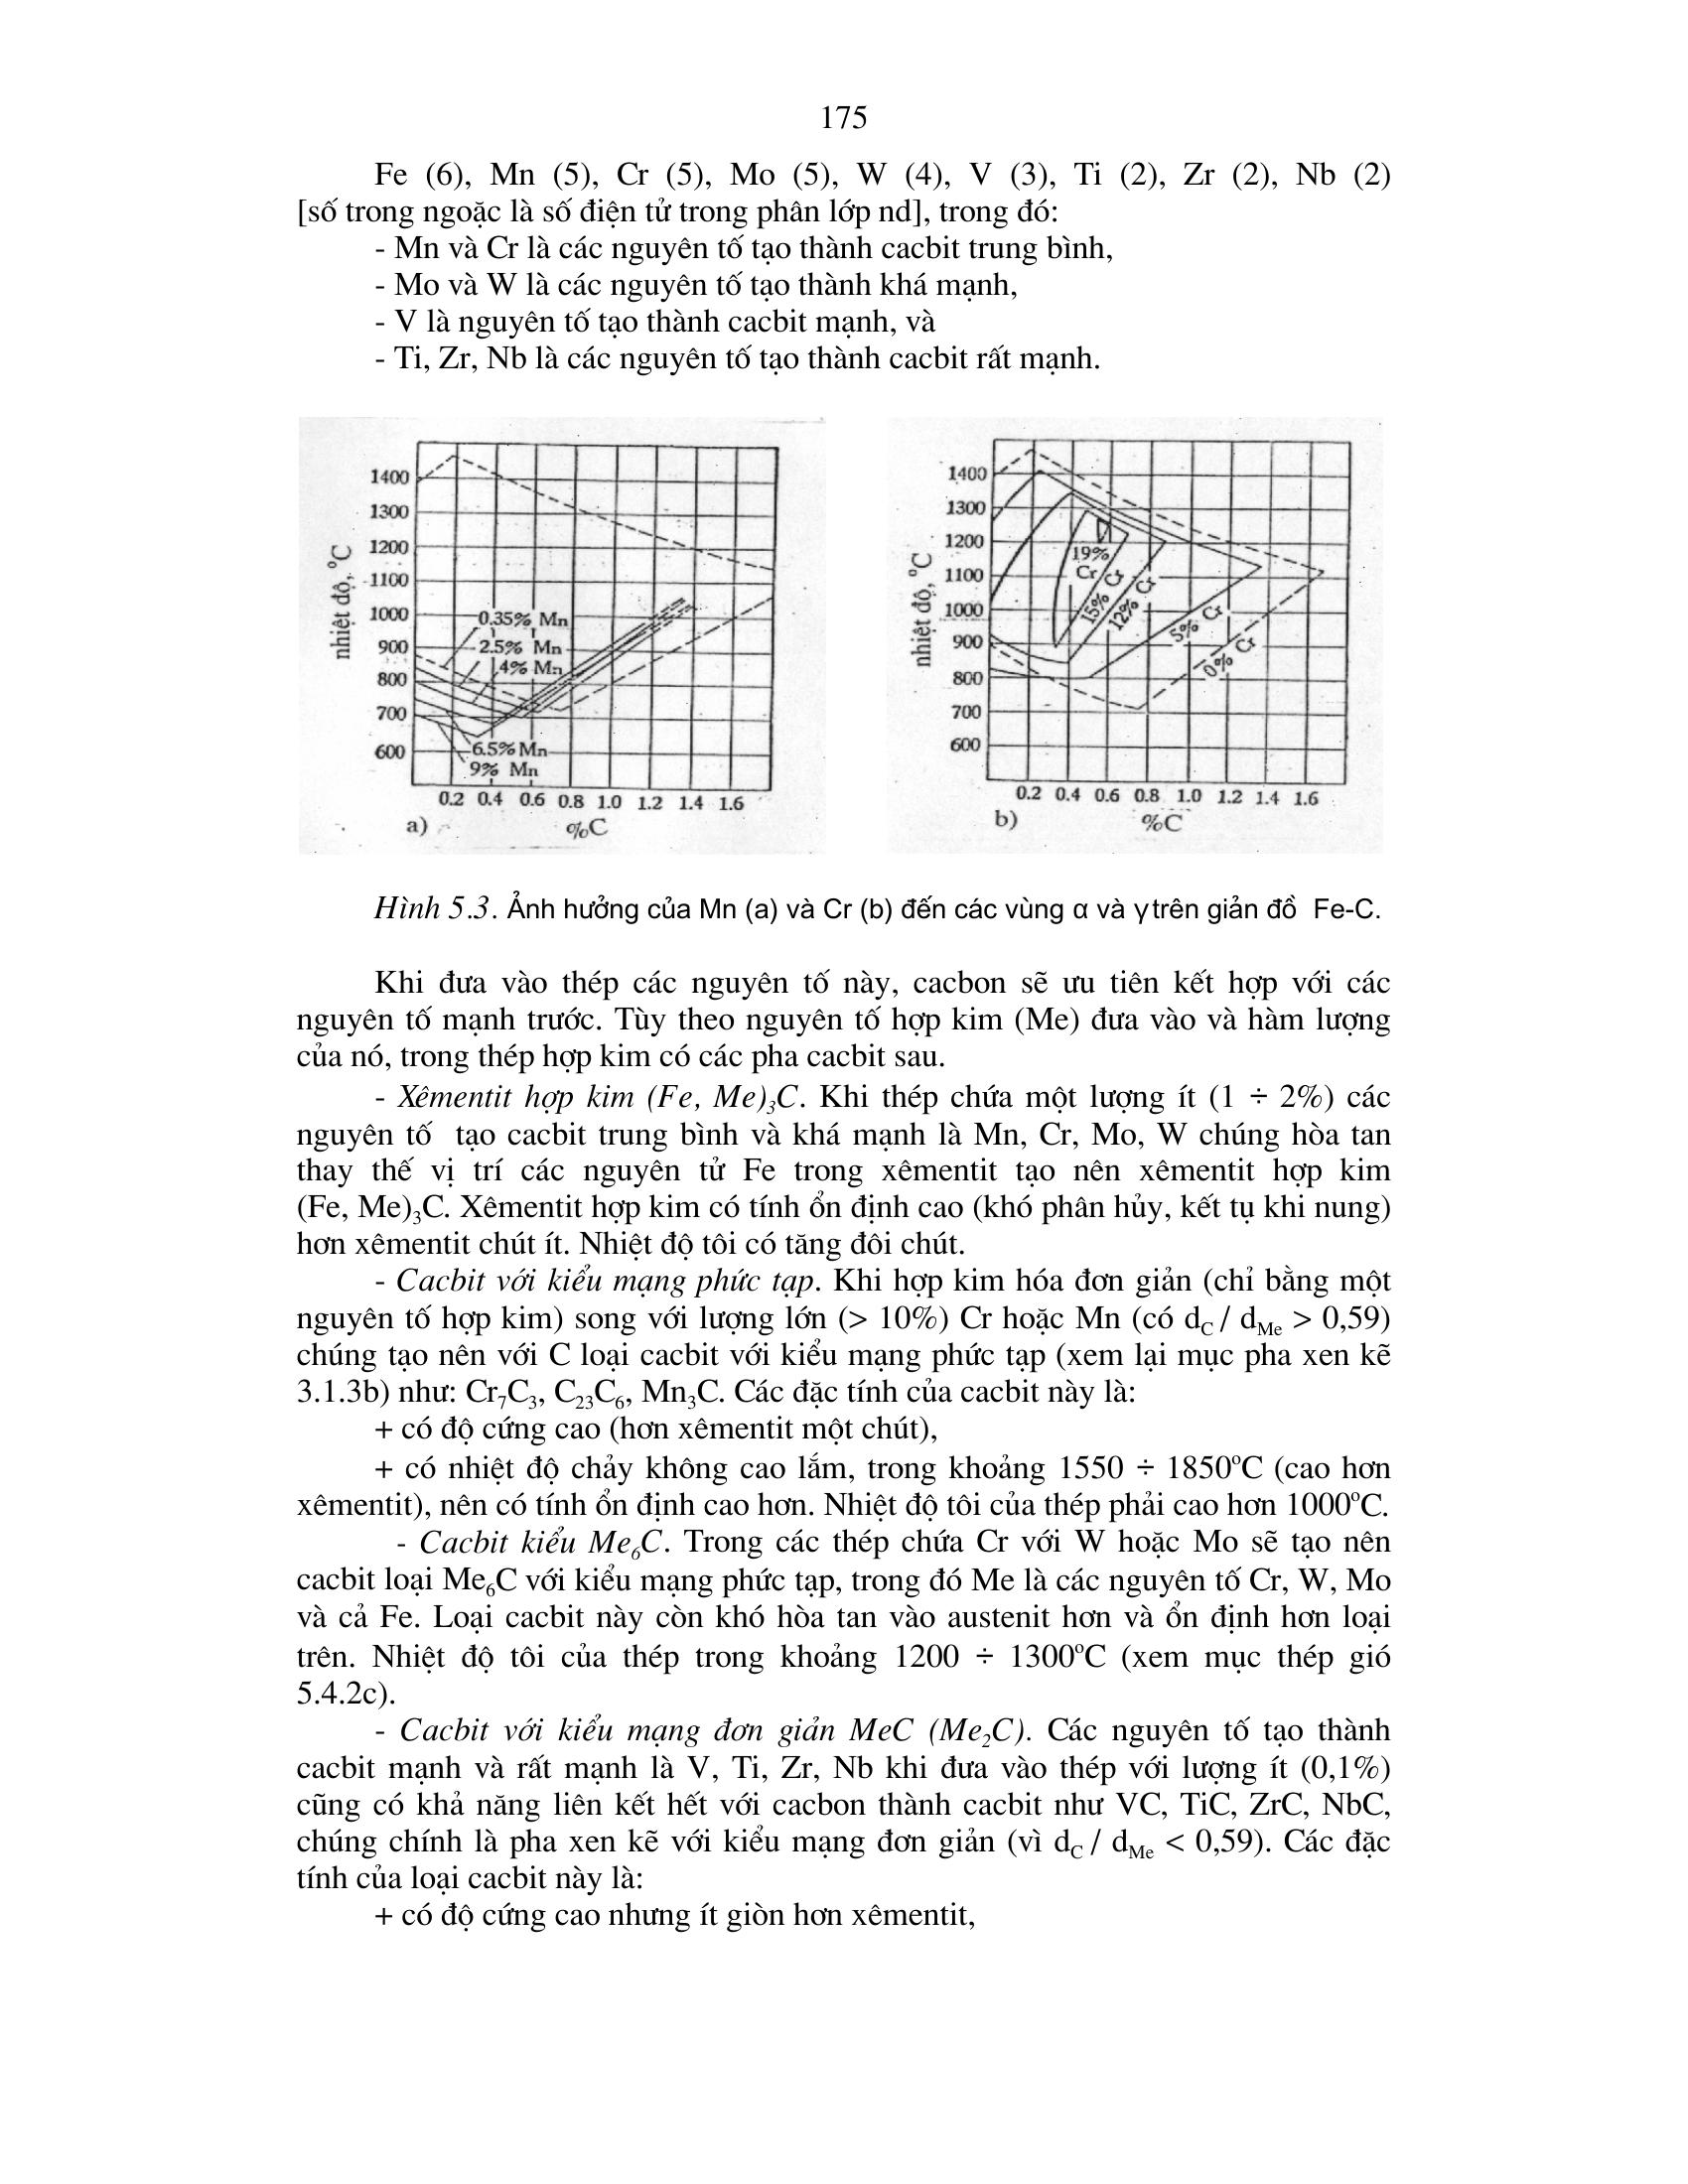 175
Fe (6), Mn (5), Cr (5), Mo (5), W (4), V (3), Ti (2), Zr (2), Nb (2)
[số trong ngoặc là số điện tử trong phân lớp nd], trong đó:
- Mn và Cr là các nguyên tố tạo thành cacbit trung bình,
- Mo và W là các nguyên tố tạo thành khá mạnh,
- V là nguyên tố tạo thành cacbit mạnh, và
- Ti, Zr, Nb là các nguyên tố tạo thành cacbit rất mạnh.
nhiệt độ, °C
1400
1300
1200
1100
1000
900
800
700
600
0.35% Mn
2.5% Mn
4% Mn
6.5% Mn
9% Mn
0.2 0.4 0.6 0.8 1.0 1.2 1.4 1.6
a) %C
nhiệt độ, °C
1400
1300
1200
1100
1000
900
800
700
600
19% Cr
15% Cr
12% Cr
5% Cr
0% Cr
0.2 0.4 0.6 0.8 1.0 1.2 1.4 1.6
b) %C
Hình 5.3. Ảnh hưởng của Mn (a) và Cr (b) đến các vùng α và γ trên giản đồ Fe-C.
Khi đưa vào thép các nguyên tố này, cacbon sẽ ưu tiên kết hợp với các
nguyên tố mạnh trước. Tùy theo nguyên tố hợp kim (Me) đưa vào và hàm lượng
của nó, trong thép hợp kim có các pha cacbit sau.
- Xêmentit hợp kim (Fe, Me)₃C. Khi thép chứa một lượng ít (1 ÷ 2%) các
nguyên tố tạo cacbit trung bình và khá mạnh là Mn, Cr, Mo, W chúng hòa tan
thay thế vị trí các nguyên tử Fe trong xêmentit tạo nên xêmentit hợp kim
(Fe, Me)₃C. Xêmentit hợp kim có tính ổn định cao (khó phân hủy, kết tụ khi nung)
hơn xêmentit chút ít. Nhiệt độ tôi có tăng đôi chút.
- Cacbit với kiểu mạng phức tạp. Khi hợp kim hóa đơn giản (chỉ bằng một
nguyên tố hợp kim) song với lượng lớn (> 10%) Cr hoặc Mn (có dC / dMe > 0,59)
chúng tạo nên với C loại cacbit với kiểu mạng phức tạp (xem lại mục pha xen kẽ
3.1.3b) như: Cr₇C₃, C₂₃C₆, Mn₃C. Các đặc tính của cacbit này là:
+ có độ cứng cao (hơn xêmentit một chút),
+ có nhiệt độ chảy không cao lắm, trong khoảng 1550 ÷ 1850°C (cao hơn
xêmentit), nên có tính ổn định cao hơn. Nhiệt độ tôi của thép phải cao hơn 1000°C.
- Cacbit kiểu Me₆C. Trong các thép chứa Cr với W hoặc Mo sẽ tạo nên
cacbit loại Me₆C với kiểu mạng phức tạp, trong đó Me là các nguyên tố Cr, W, Mo
và cả Fe. Loại cacbit này còn khó hòa tan vào austenit hơn và ổn định hơn loại
trên. Nhiệt độ tôi của thép trong khoảng 1200 ÷ 1300°C (xem mục thép gió
5.4.2c).
- Cacbit với kiểu mạng đơn giản MeC (Me₂C). Các nguyên tố tạo thành
cacbit mạnh và rất mạnh là V, Ti, Zr, Nb khi đưa vào thép với lượng ít (0,1%)
cũng có khả năng liên kết hết với cacbon thành cacbit như VC, TiC, ZrC, NbC,
chúng chính là pha xen kẽ với kiểu mạng đơn giản (vì dC / dMe < 0,59). Các đặc
tính của loại cacbit này là:
+ có độ cứng cao nhưng ít giòn hơn xêmentit,